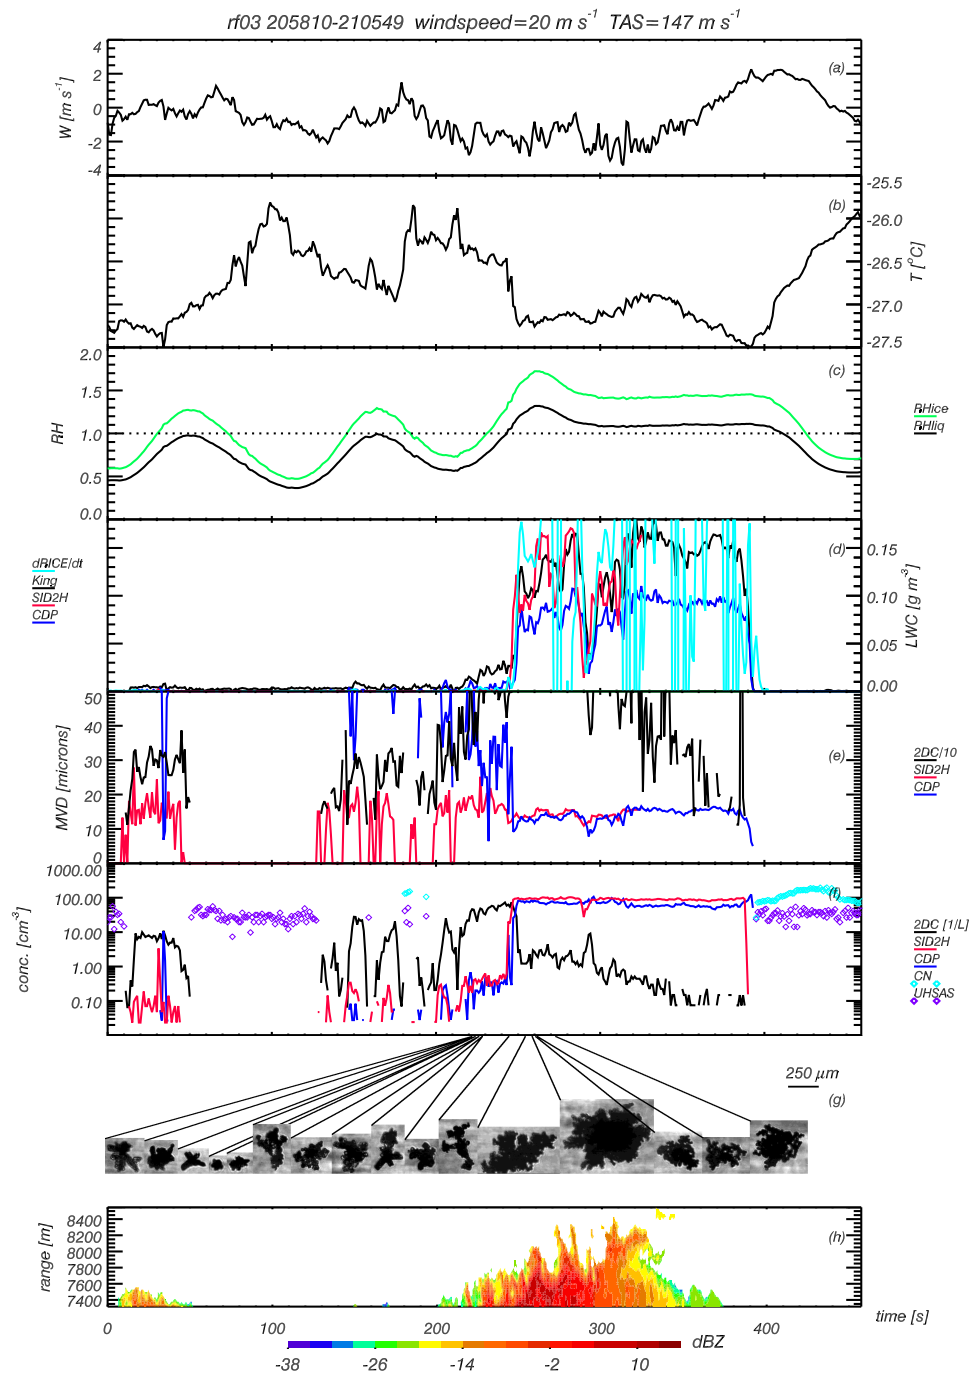 rf03 205810-210549 windspeed=20 m s⁻¹ TAS=147 m s⁻¹
W [m s⁻¹]
4
2
0
-2
-4
(a)
(b)
-25.5
-26.0
-26.5
-27.0
-27.5
T [°C]
RH
2.0
1.5
1.0
0.5
0.0
(c)
RHice
RHliq
dRICE/dt
King
SID2H
CDP
(d)
0.15
0.10
0.05
0.00
LWC [g m⁻³]
MVD [microns]
50
40
30
20
10
0
(e)
2DC/10
SID2H
CDP
conc. [cm⁻³]
1000.00
100.00
10.00
1.00
0.10
(f)
2DC [1/L]
SID2H
CDP
CN
UHSAS
250 μm
(g)
range [m]
8400
8200
8000
7800
7600
7400
(h)
0 100 200 300 400
time [s]
dBZ
-38 -26 -14 -2 10